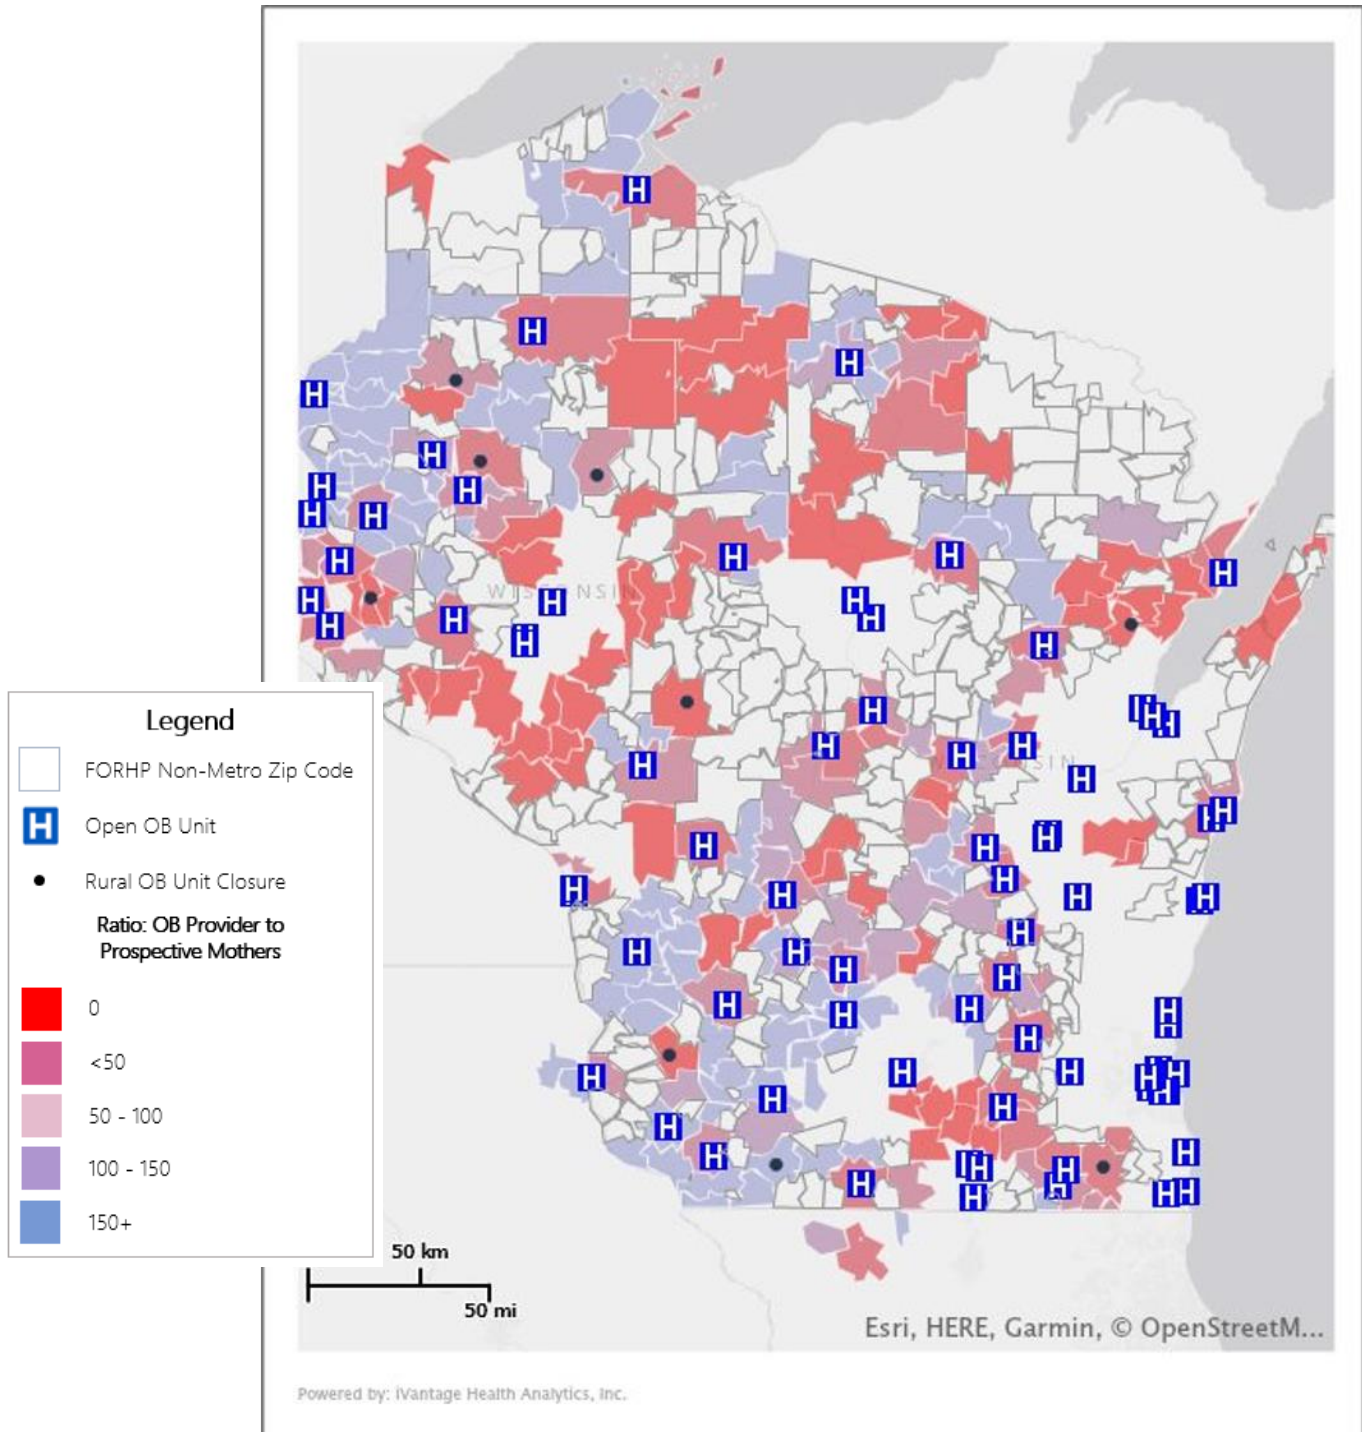 WISCONSIN
WISCONSIN
Legend
FORHP Non-Metro Zip Code
H Open OB Unit
Rural OB Unit Closure
Ratio: OB Provider to
Prospective Mothers
0
<50
50 - 100
100 - 150
150+
50 km
50 mi
Esri, HERE, Garmin, © OpenStreetM...
Powered by: iVantage Health Analytics, Inc.